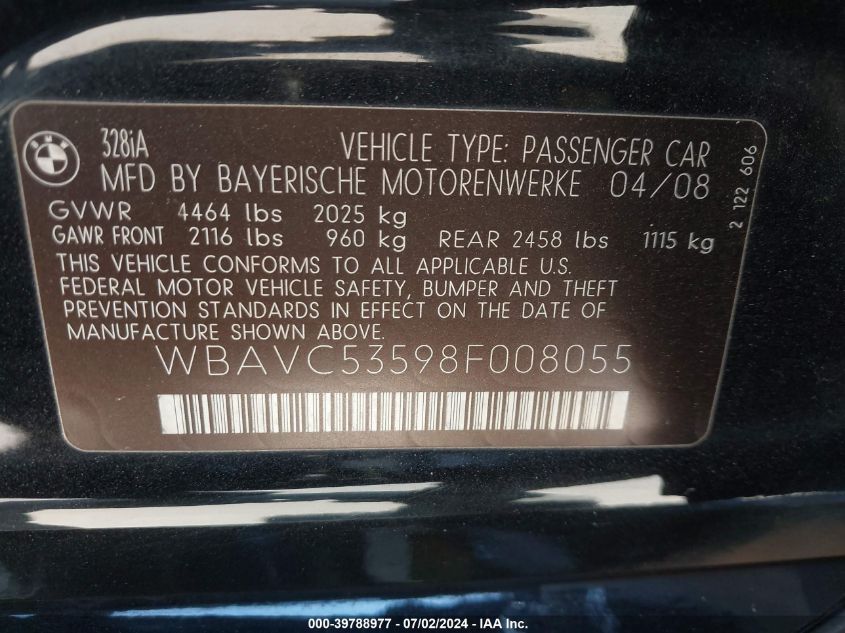 BMW
328iA
VEHICLE TYPE: PASSENGER CAR
MFD BY BAYERISCHE MOTORENWERKE 04/08
GVWR 4464 lbs 2025 kg
GAWR FRONT 2116 lbs 960 kg REAR 2458 lbs 1115 kg
THIS VEHICLE CONFORMS TO ALL APPLICABLE U.S.
FEDERAL MOTOR VEHICLE SAFETY, BUMPER AND THEFT
PREVENTION STANDARDS IN EFFECT ON THE DATE OF
MANUFACTURE SHOWN ABOVE.
WBAVC53598F008055
2 122 606
000-39788977 - 07/02/2024 - IAA Inc.